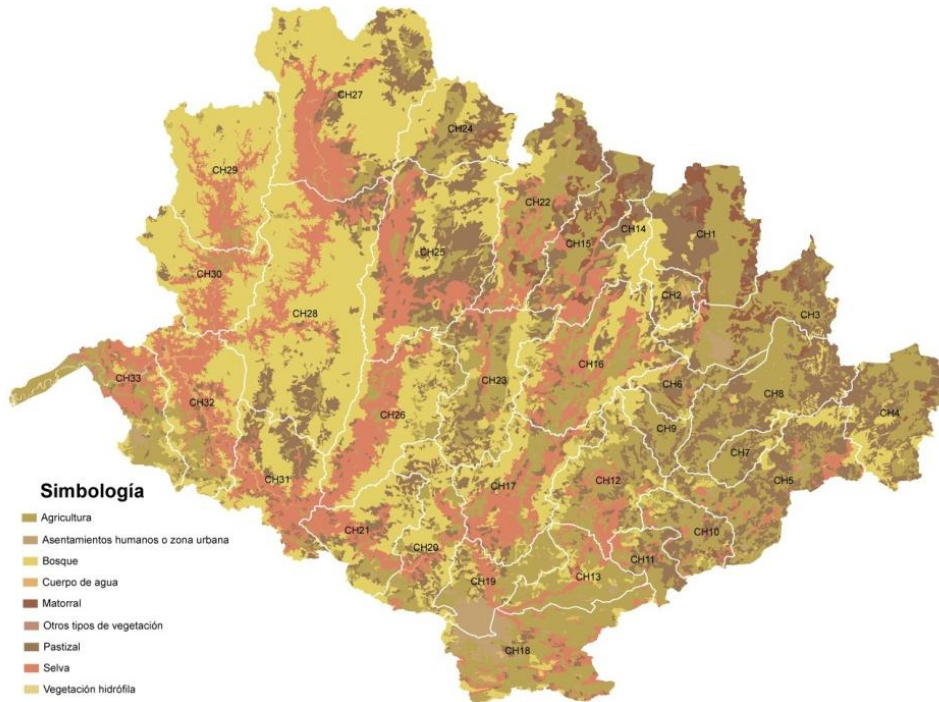 CH27
CH24
CH29
CH22
CH14
CH1
CH15
CH25
CH30
CH2
CH28
CH3
CH16
CH33
CH23
CH6
CH8
CH32
CH26
CH4
CH9
CH7
CH31
CH17
CH12
CH5
CH21
CH10
CH20
CH11
CH13
CH19
CH18
Simbología
Agricultura
Asentamientos humanos o zona urbana
Bosque
Cuerpo de agua
Matorral
Otros tipos de vegetación
Pastizal
Selva
Vegetación hidrófila